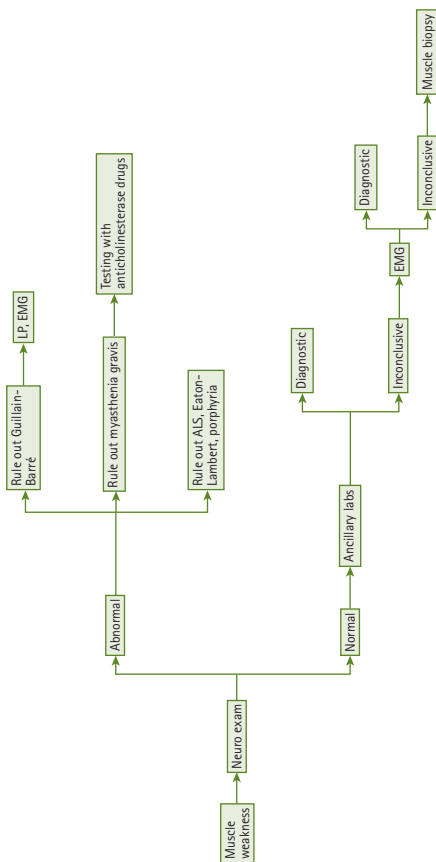 Muscle
weakness
Neuro exam
Abnormal
Rule out Guillain-
Barré
LP, EMG
Rule out myasthenia gravis
Testing with
anticholinesterase drugs
Rule out ALS, Eaton-
Lambert, porphyria
Normal
Ancillary labs
Diagnostic
Inconclusive
EMG
Diagnostic
Inconclusive
Muscle biopsy